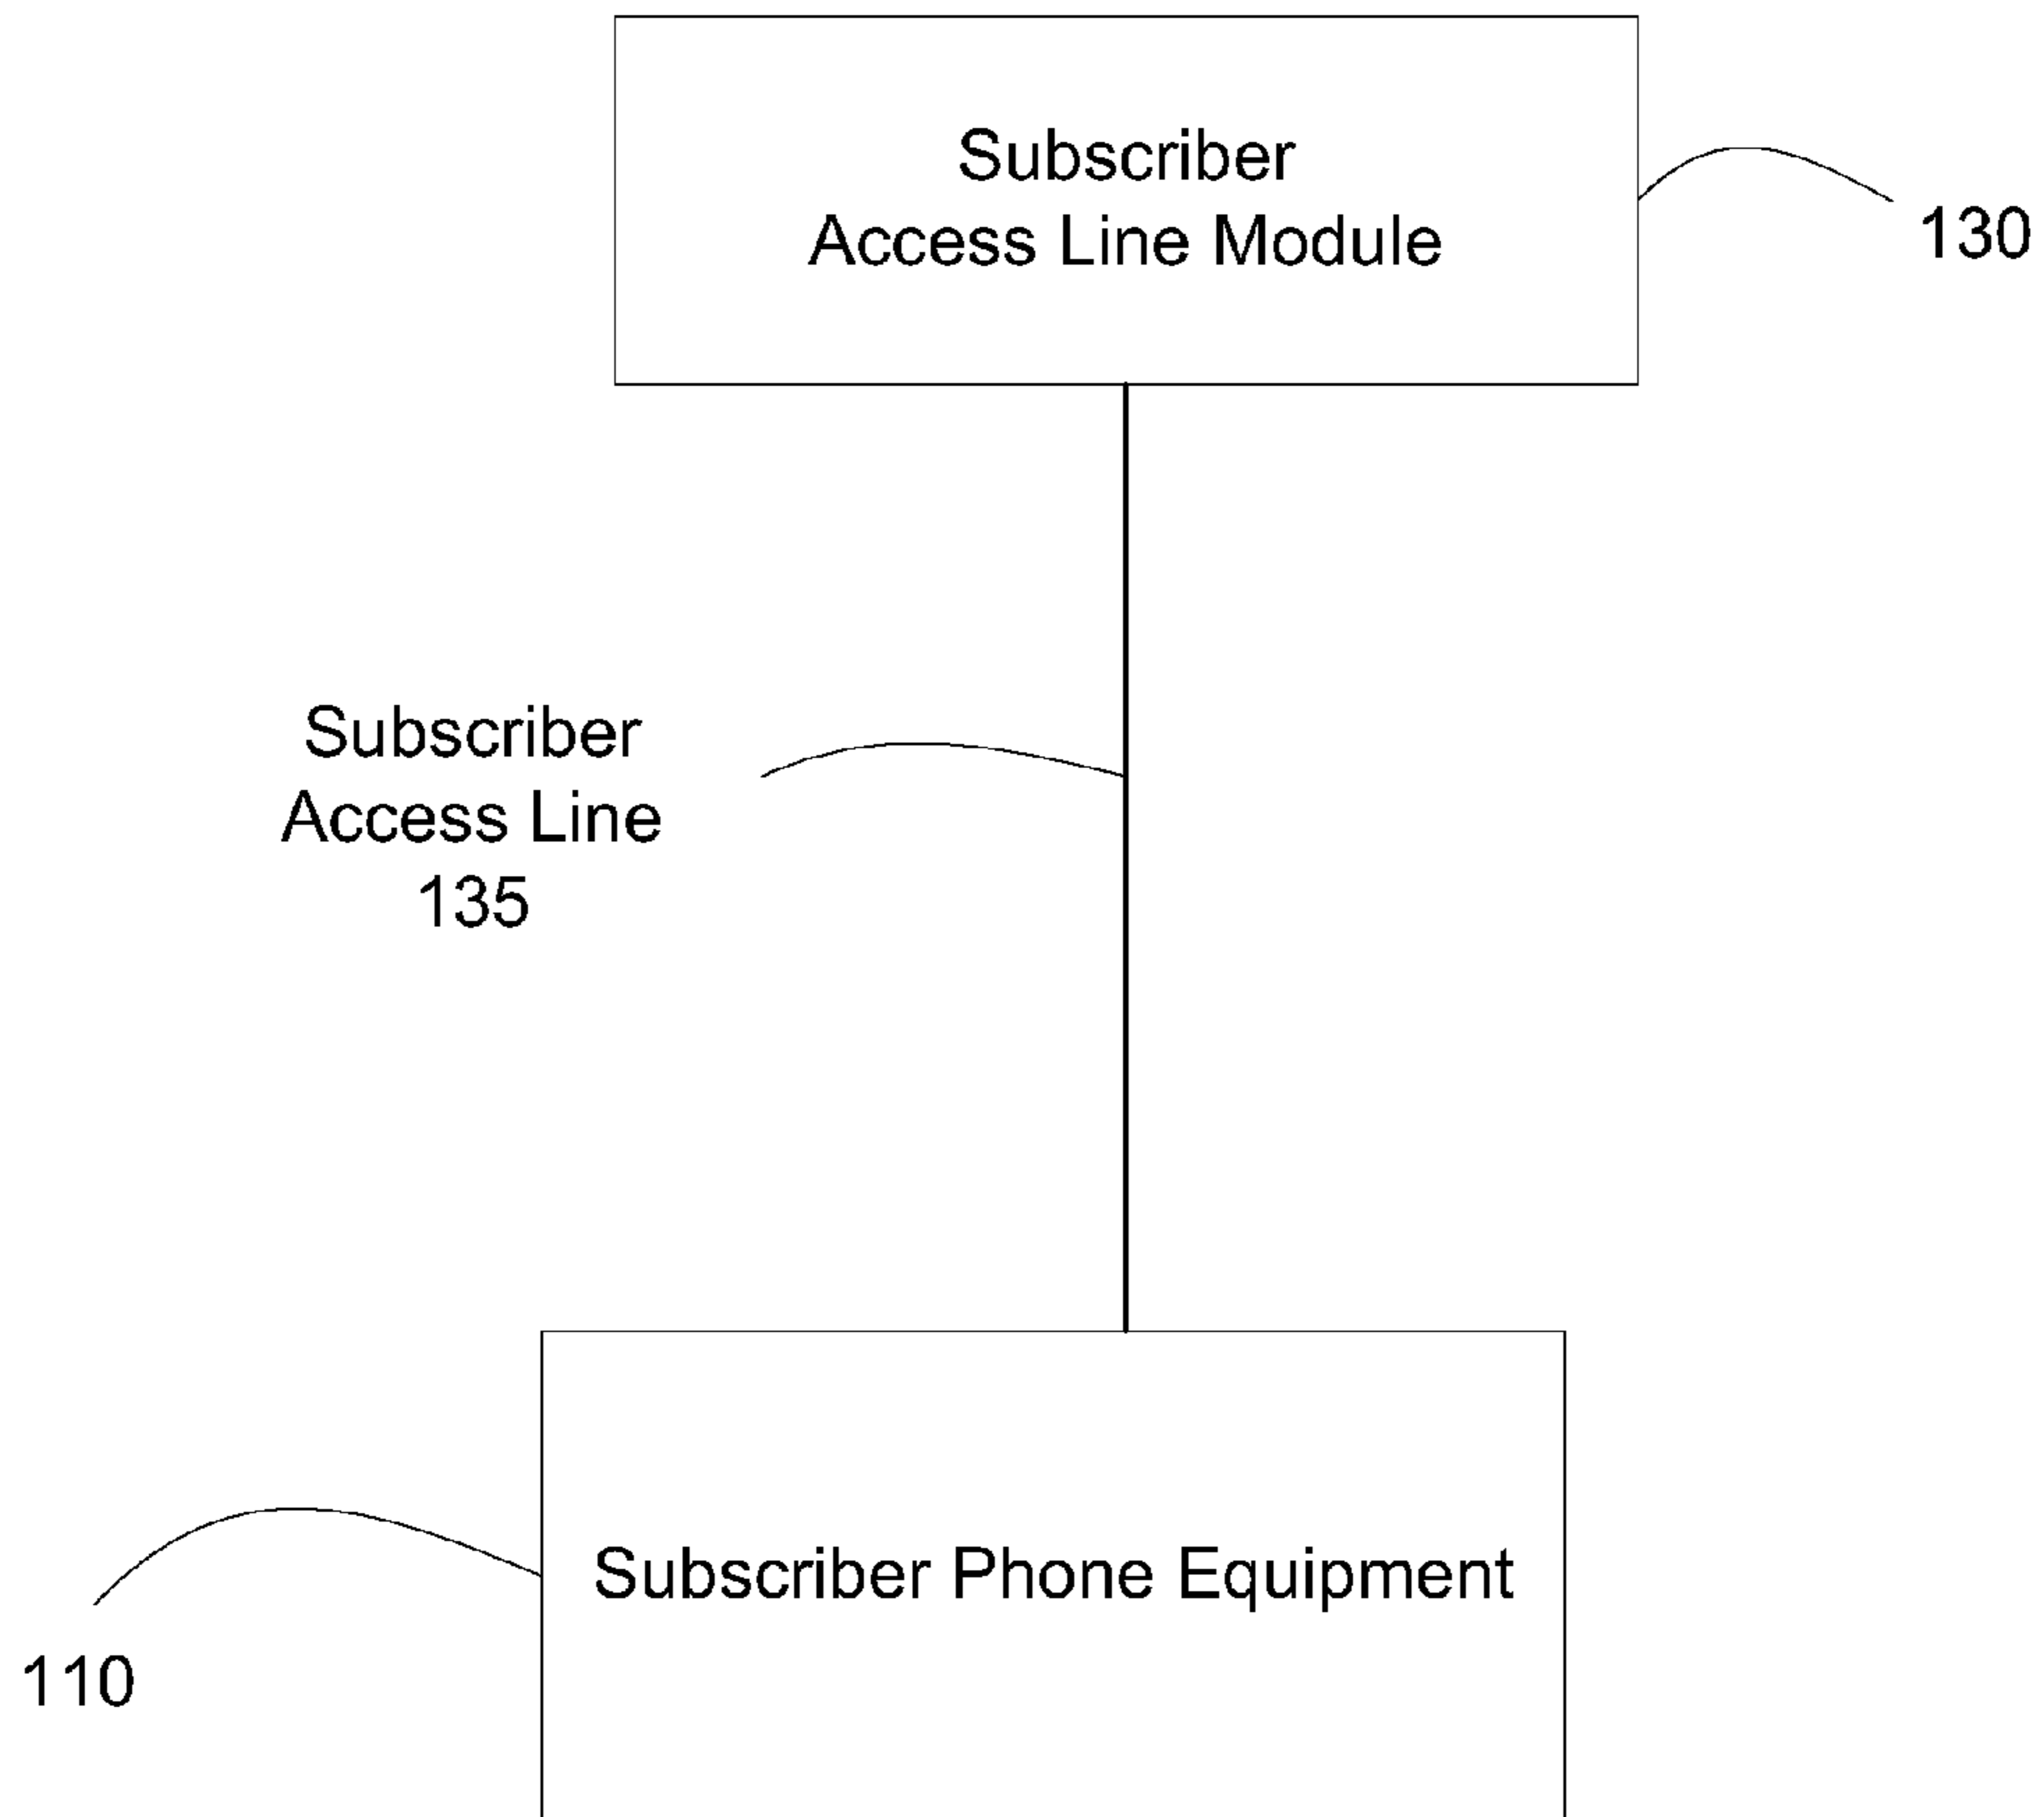 Subscriber
Access Line Module
130
Subscriber
Access Line
135
Subscriber Phone Equipment
110